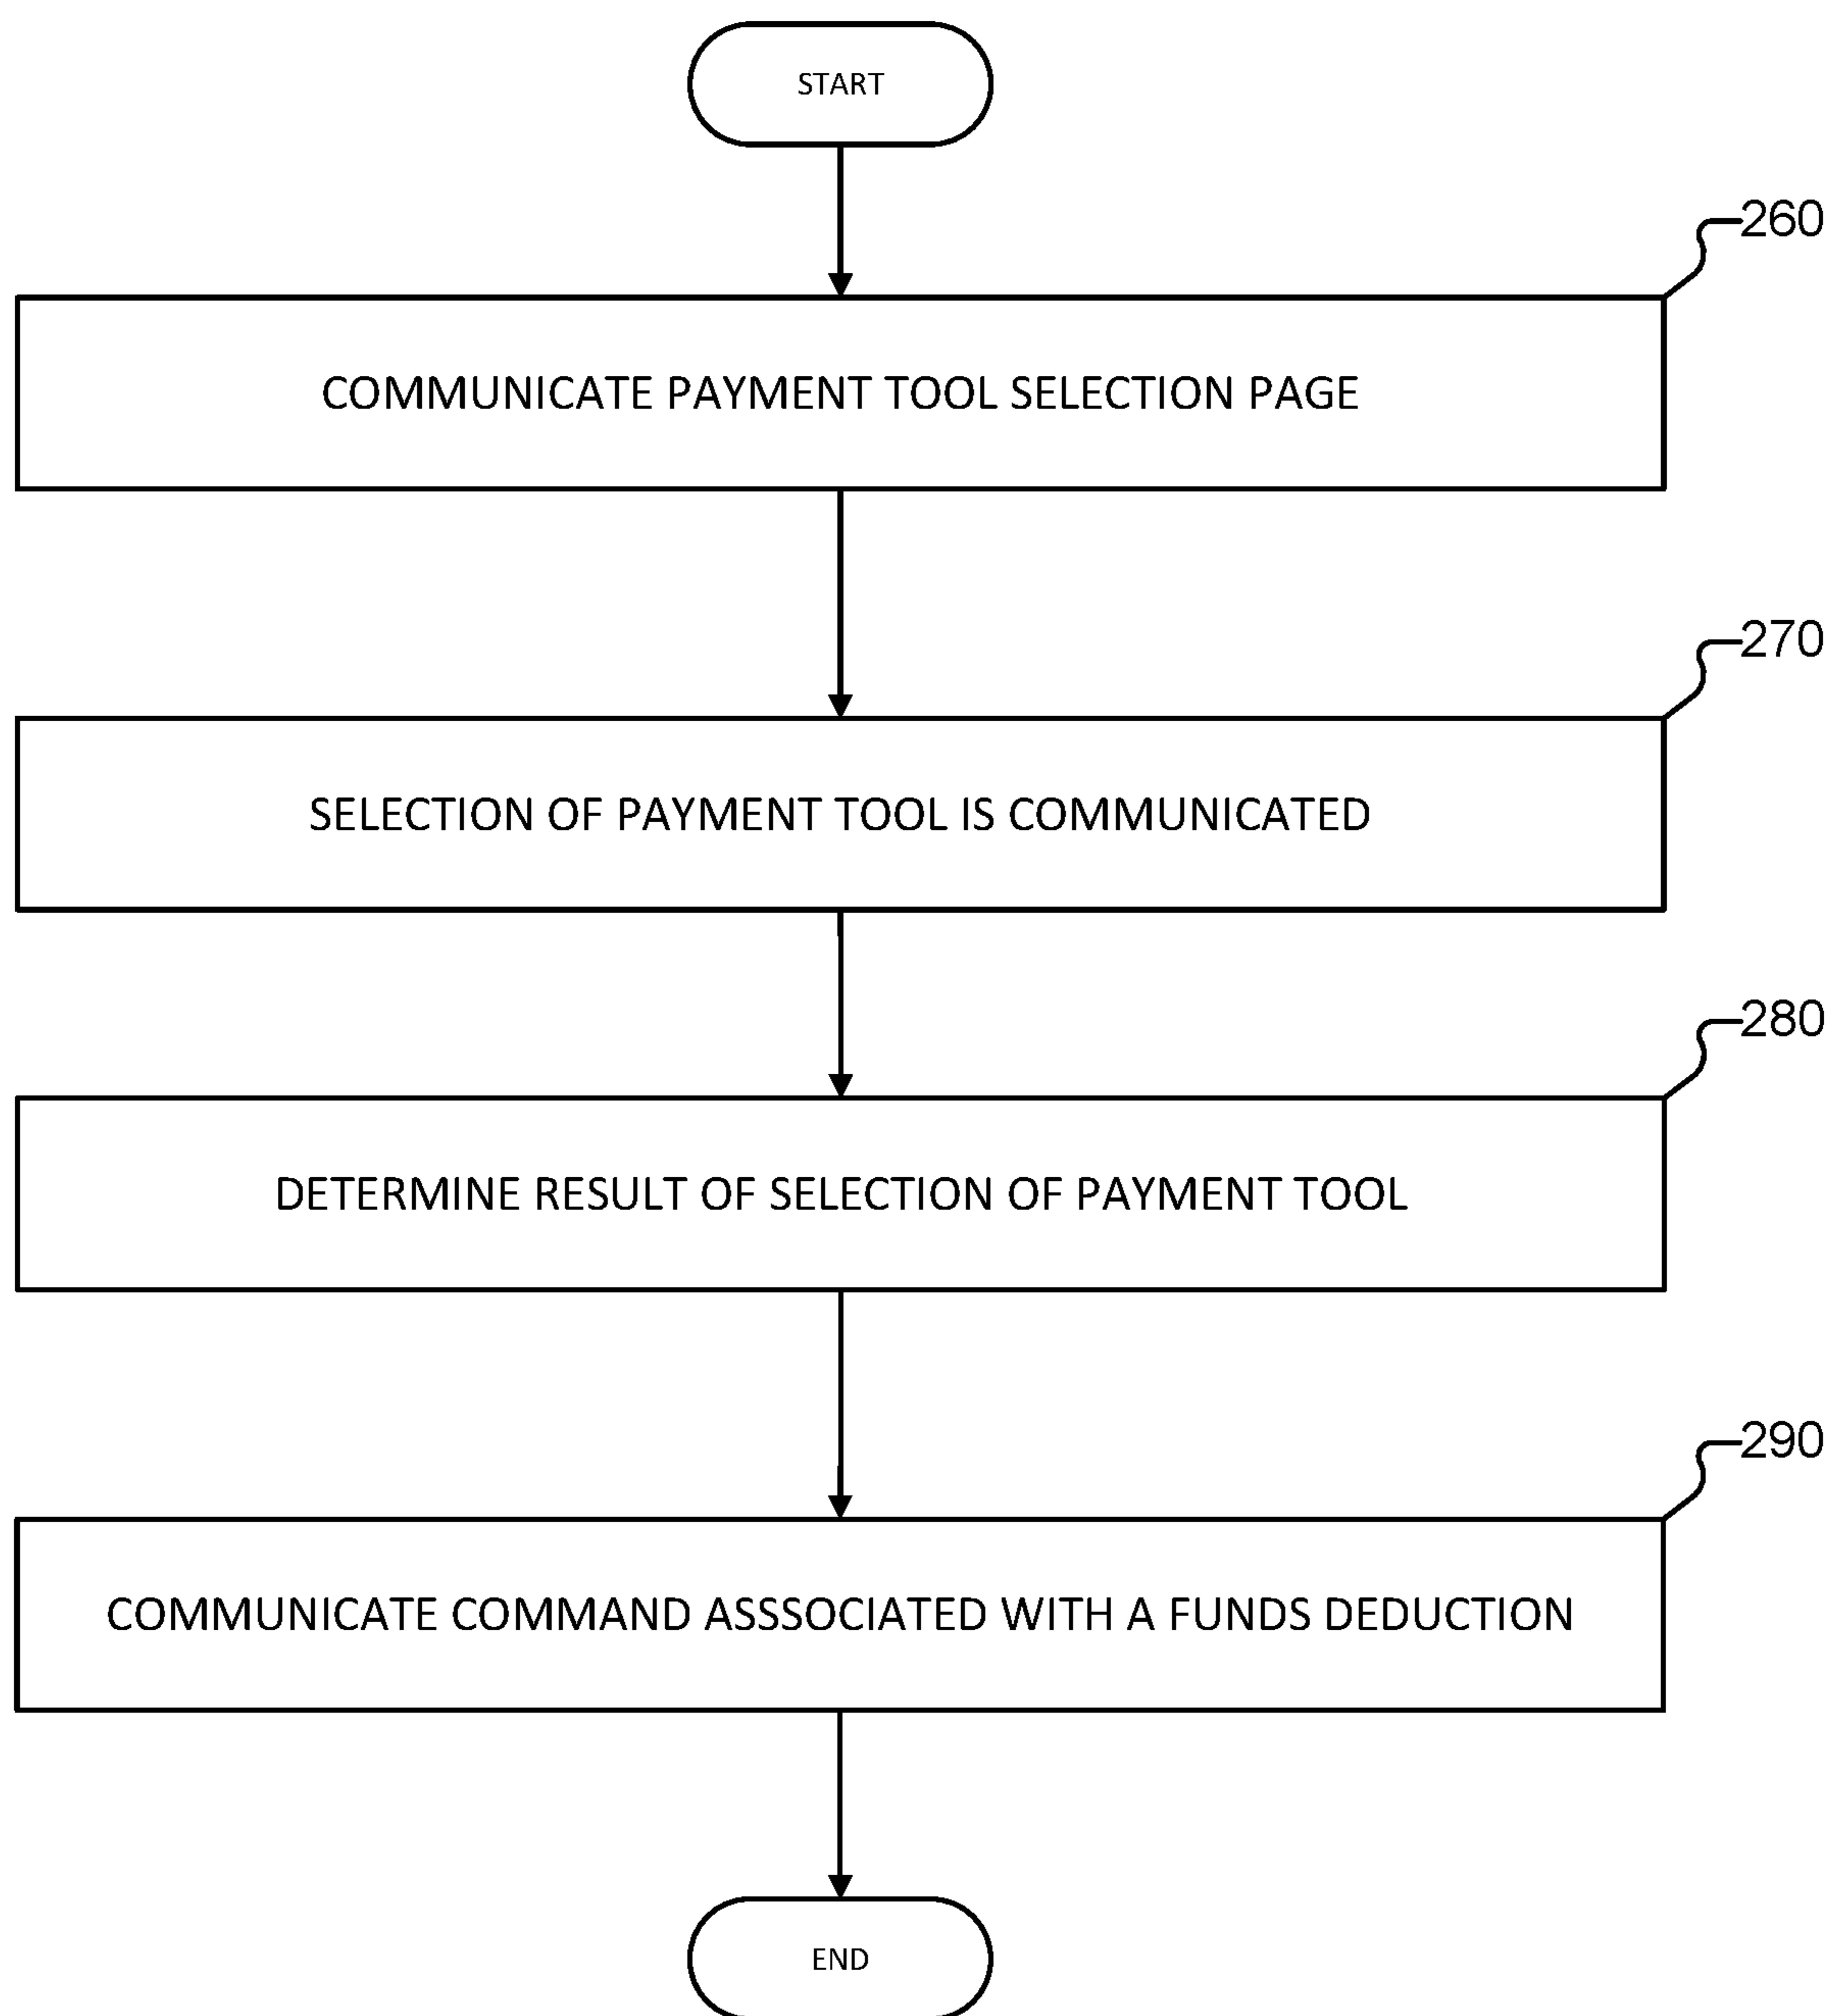 START
260
COMMUNICATE PAYMENT TOOL SELECTION PAGE
270
SELECTION OF PAYMENT TOOL IS COMMUNICATED
280
DETERMINE RESULT OF SELECTION OF PAYMENT TOOL
290
COMMUNICATE COMMAND ASSSOCIATED WITH A FUNDS DEDUCTION
END